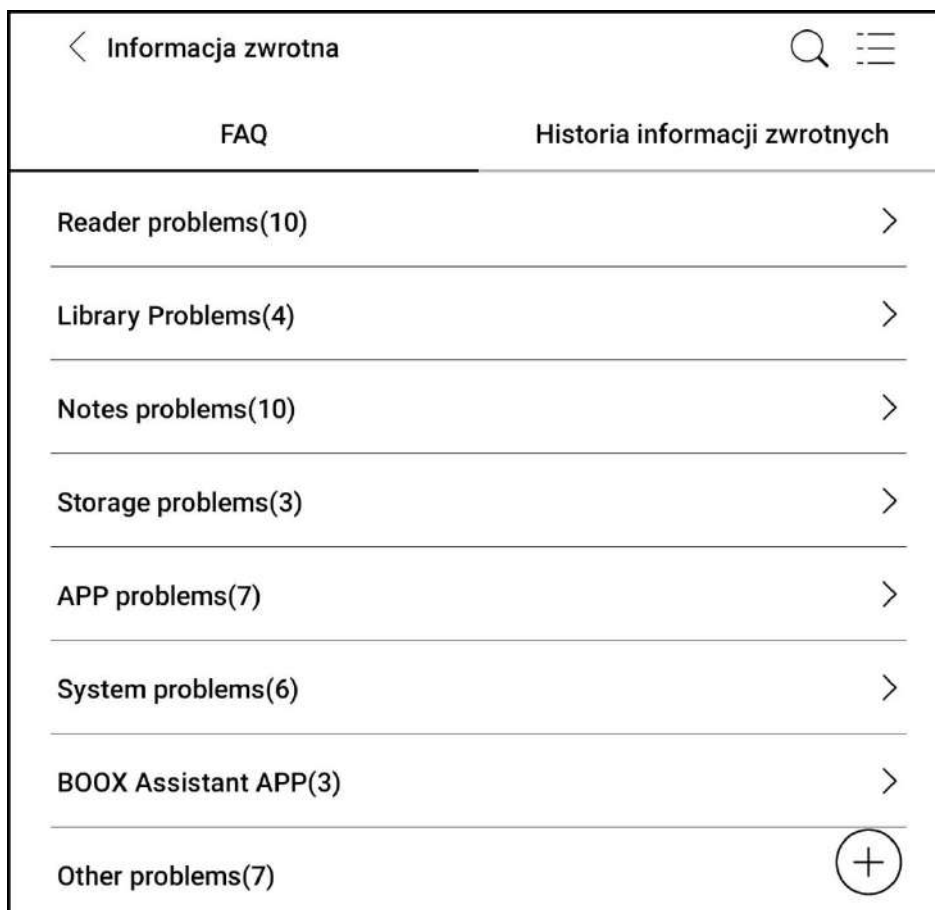 Informacja zwrotna
FAQ
Historia informacji zwrotnych
Reader problems(10)
Library Problems(4)
Notes problems(10)
Storage problems(3)
APP problems(7)
System problems(6)
BOOX Assistant APP(3)
Other problems(7)